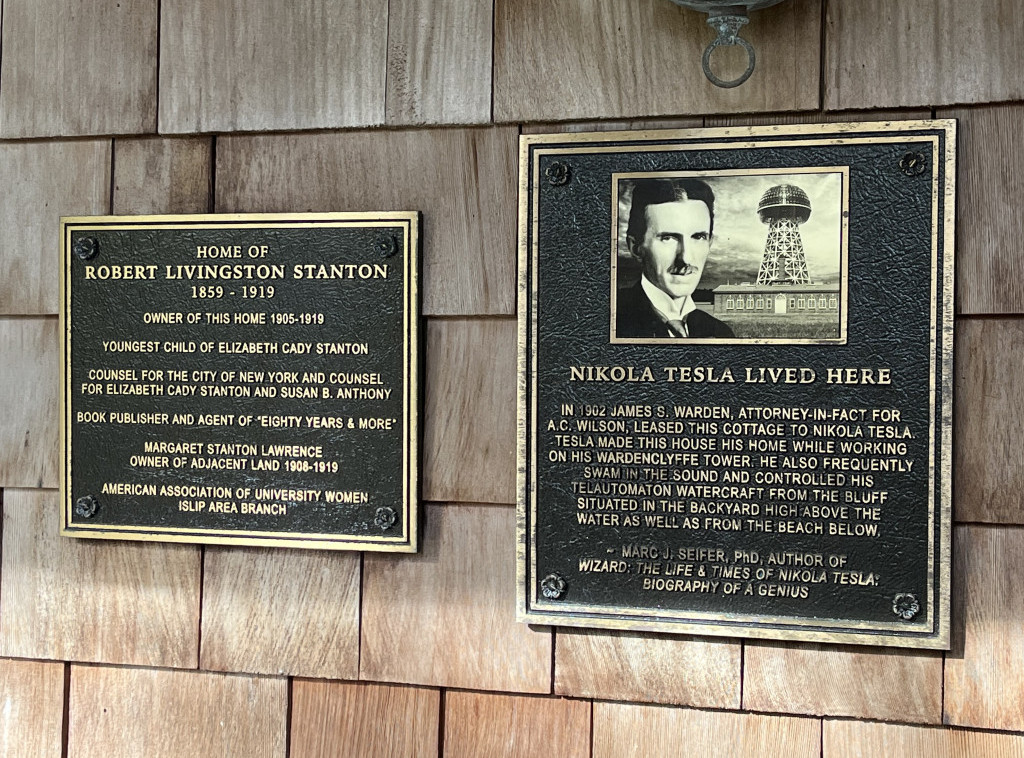 HOME OF
ROBERT LIVINGSTON STANTON
1859 - 1919
OWNER OF THIS HOME 1905-1919
YOUNGEST CHILD OF ELIZABETH CADY STANTON
COUNSEL FOR THE CITY OF NEW YORK AND COUNSEL
FOR ELIZABETH CADY STANTON AND SUSAN B. ANTHONY
BOOK PUBLISHER AND AGENT OF "EIGHTY YEARS & MORE"
MARGARET STANTON LAWRENCE
OWNER OF ADJACENT LAND 1908-1919
AMERICAN ASSOCIATION OF UNIVERSITY WOMEN
ISLIP AREA BRANCH
NIKOLA TESLA LIVED HERE
IN 1902 JAMES S. WARDEN, ATTORNEY-IN-FACT FOR
A.C. WILSON, LEASED THIS COTTAGE TO NIKOLA TESLA.
TESLA MADE THIS HOUSE HIS HOME WHILE WORKING
ON HIS WARDENCLYFFE TOWER. HE ALSO FREQUENTLY
SWAM IN THE SOUND AND CONTROLLED HIS
TELAUTOMATON WATERCRAFT FROM THE BLUFF
SITUATED IN THE BACKYARD HIGH ABOVE THE
WATER AS WELL AS FROM THE BEACH BELOW.
~ MARC J. SEIFER, PhD, AUTHOR OF
WIZARD: THE LIFE & TIMES OF NIKOLA TESLA:
BIOGRAPHY OF A GENIUS